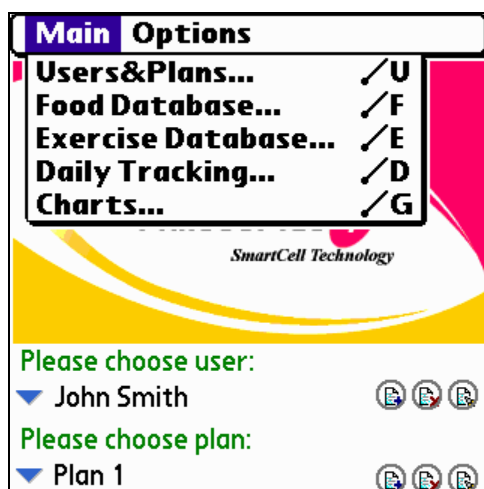 Main Options
Users&Plans... U
Food Database... F
Exercise Database... E
Daily Tracking... D
Charts... G
SmartCell Technology
Please choose user:
John Smith
Please choose plan:
Plan 1